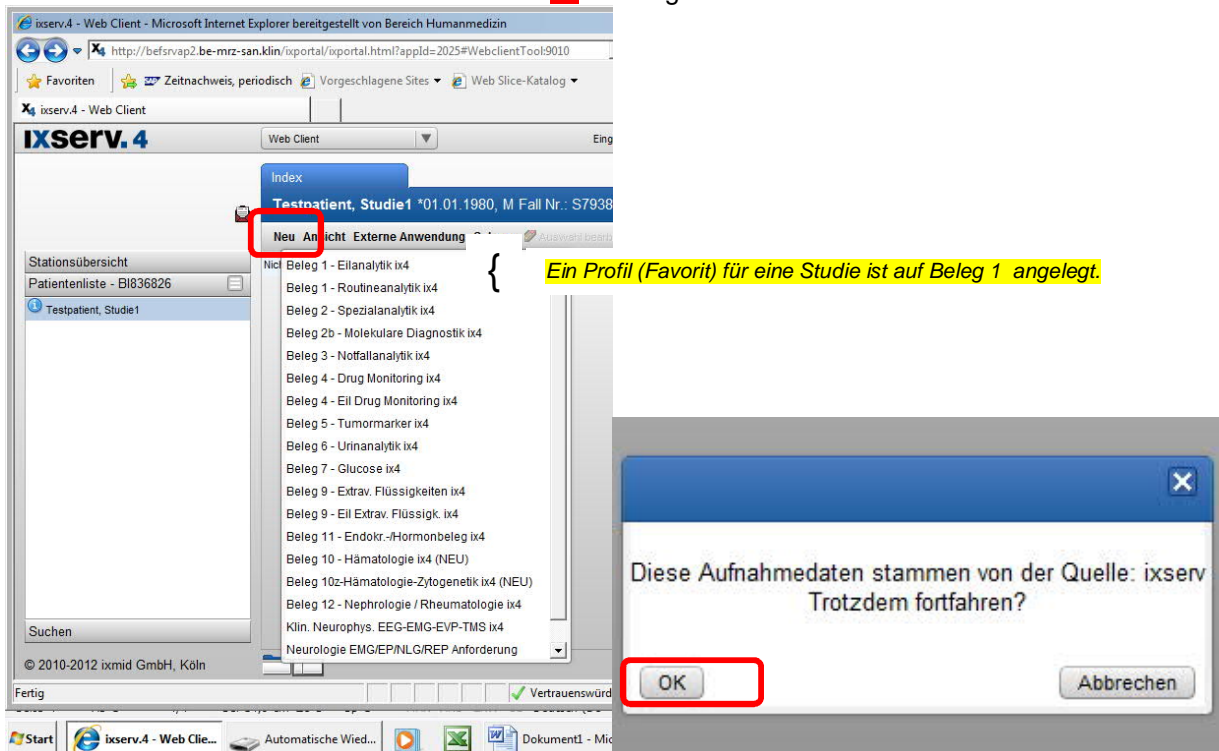 ixserv.4 - Web Client - Microsoft Internet Explorer bereitgestellt von Bereich Humanmedizin
http://befsrvap2.be-mrz-san.klin/ixportal/ixportal.html?appId=2025#WebclientTool:9010
Favoriten Zeitnachweis, periodisch Vorgeschlagene Sites Web Slice-Katalog
ixserv.4 - Web Client
ixserv.4 Web Client Eing
Index
Testpatient, Studie1 *01.01.1980, M Fall Nr.: S7938
Neu Ansicht Externe Anwendung Auswahl bearb
Stationsübersicht
Patientenliste - BI836826
Testpatient, Studie1
Nich
Beleg 1 - Eilanalytik ix4
Beleg 1 - Routineanalytik ix4
{ Ein Profil (Favorit) für eine Studie ist auf Beleg 1 angelegt.
Beleg 2 - Spezialanalytik ix4
Beleg 2b - Molekulare Diagnostik ix4
Beleg 3 - Notfallanalytik ix4
Beleg 4 - Drug Monitoring ix4
Beleg 4 - Eil Drug Monitoring ix4
Beleg 5 - Tumormarker ix4
Beleg 6 - Urinanalytik ix4
Beleg 7 - Glucose ix4
Beleg 9 - Extrav. Flüssigkeiten ix4
Beleg 9 - Eil Extrav. Flüssigk. ix4
Beleg 11 - Endokr.-/Hormonbeleg ix4
Beleg 10 - Hämatologie ix4 (NEU)
Beleg 10z-Hämatologie-Zytogenetik ix4 (NEU)
Beleg 12 - Nephrologie / Rheumatologie ix4
Klin. Neurophys. EEG-EMG-EVP-TMS ix4
Neurologie EMG/EP/NLG/REP Anforderung
Suchen
© 2010-2012 ixmid GmbH, Köln
Fertig Vertrauenswürd
Start ixserv.4 - Web Clie... Automatische Wied... Dokument1 - Mic
Diese Aufnahmedaten stammen von der Quelle: ixserv
Trotzdem fortfahren?
OK Abbrechen